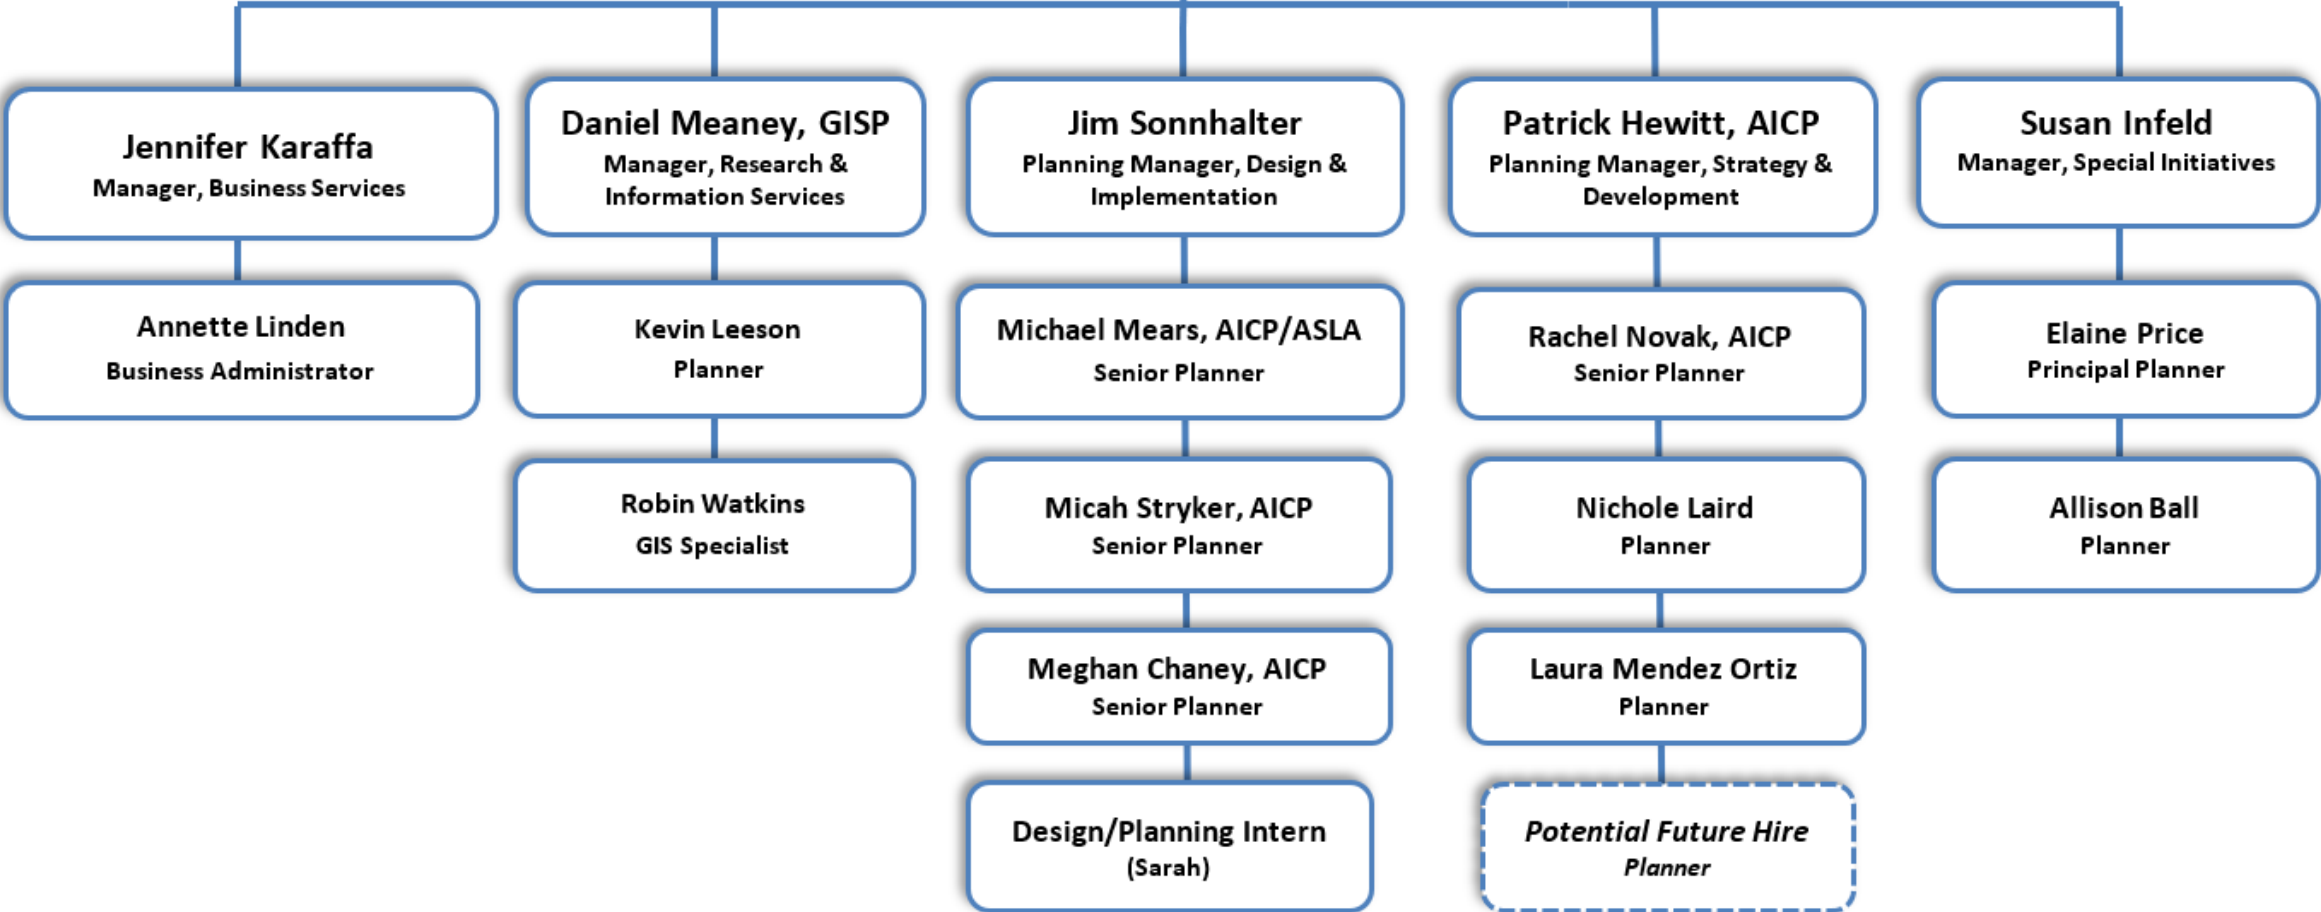 Jennifer Karaffa
Manager, Business Services
Daniel Meaney, GISP
Manager, Research &
Information Services
Jim Sonnhalter
Planning Manager, Design &
Implementation
Patrick Hewitt, AICP
Planning Manager, Strategy &
Development
Susan Infeld
Manager, Special Initiatives
Annette Linden
Business Administrator
Kevin Leeson
Planner
Michael Mears, AICP/ASLA
Senior Planner
Rachel Novak, AICP
Senior Planner
Elaine Price
Principal Planner
Robin Watkins
GIS Specialist
Micah Stryker, AICP
Senior Planner
Nichole Laird
Planner
Allison Ball
Planner
Meghan Chaney, AICP
Senior Planner
Laura Mendez Ortiz
Planner
Design/Planning Intern
(Sarah)
Potential Future Hire
Planner